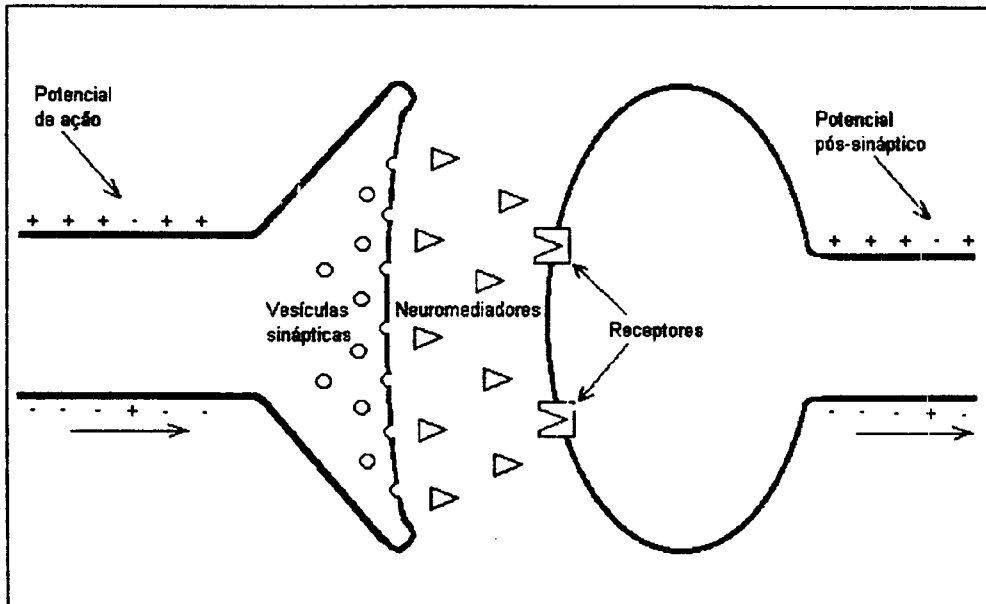 Potencial
de ação
Potencial
pós-sináptico
+ + + - + +
+ + + - +
Vesículas
sinápticas
Neuromediadores
Receptores
- - - + - -
- - - + -